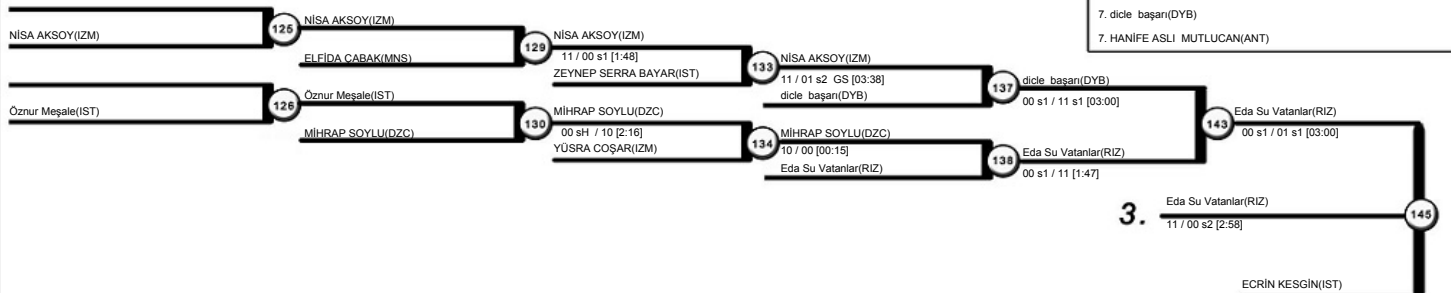 7. dicle başarı(DYB)
7. HANİFE ASLI MUTLUCAN(ANT)
NİSA AKSOY(IZM)
125
NİSA AKSOY(IZM)
ELFİDA ÇABAK(MNS)
129
NİSA AKSOY(IZM)
11 / 00 s1 [1:48]
ZEYNEP SERRA BAYAR(IST)
133
NİSA AKSOY(IZM)
11 / 01 s2 GS [03:38]
dicle başarı(DYB)
137
dicle başarı(DYB)
00 s1 / 11 s1 [03:00]
Öznur Meşale(IST)
126
Öznur Meşale(IST)
MİHRAP SOYLU(DZC)
130
MİHRAP SOYLU(DZC)
00 sH / 10 [2:16]
YÜSRA COŞAR(IZM)
134
MİHRAP SOYLU(DZC)
10 / 00 [00:15]
Eda Su Vatanlar(RIZ)
138
Eda Su Vatanlar(RIZ)
00 s1 / 11 [1:47]
143
Eda Su Vatanlar(RIZ)
00 s1 / 01 s1 [03:00]
3.
Eda Su Vatanlar(RIZ)
11 / 00 s2 [2:58]
145
ECRİN KESGİN(IST)